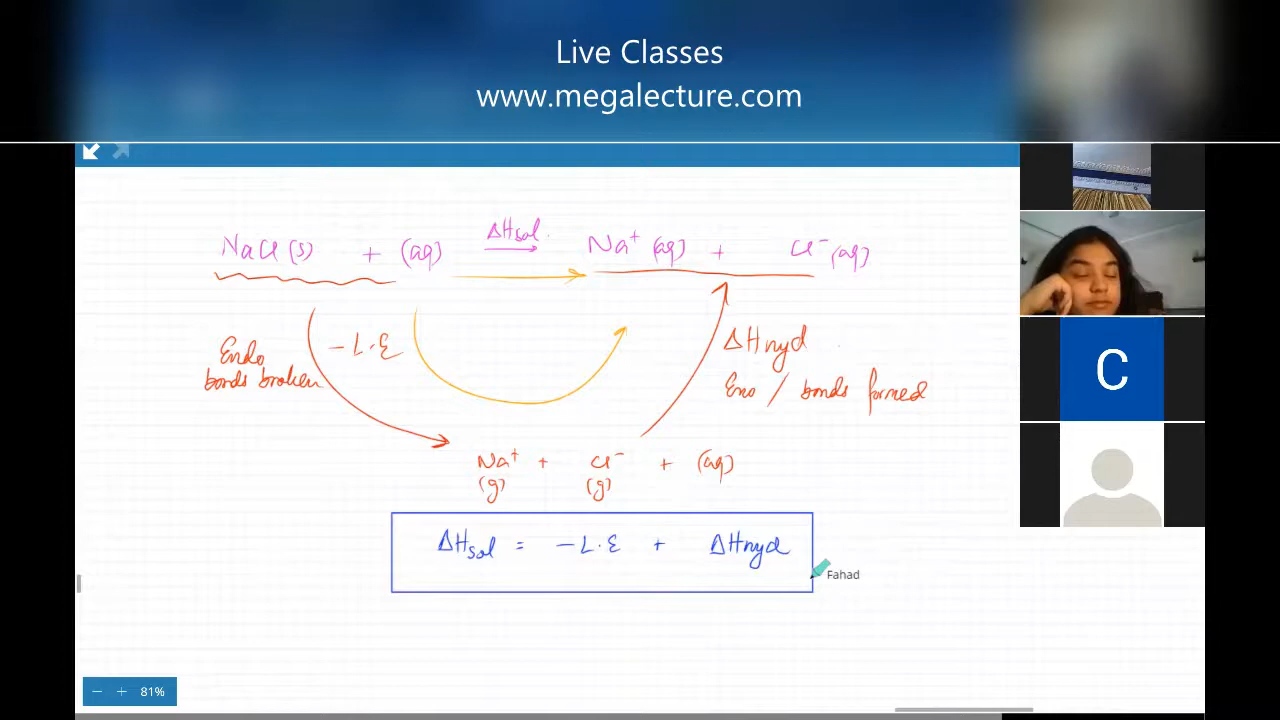 Live Classes
www.megalecture.com
NaCl(s) + (aq) ΔHsol. Na⁺(aq) + Cl⁻(aq)
Endo
bonds broken
-L.E
ΔHhyd
Exo / bonds formed
Na⁺ + Cl⁻ + (aq)
(g) (g)
ΔHsol = -L.E + ΔHhyd
Fahad
C
- + 81%